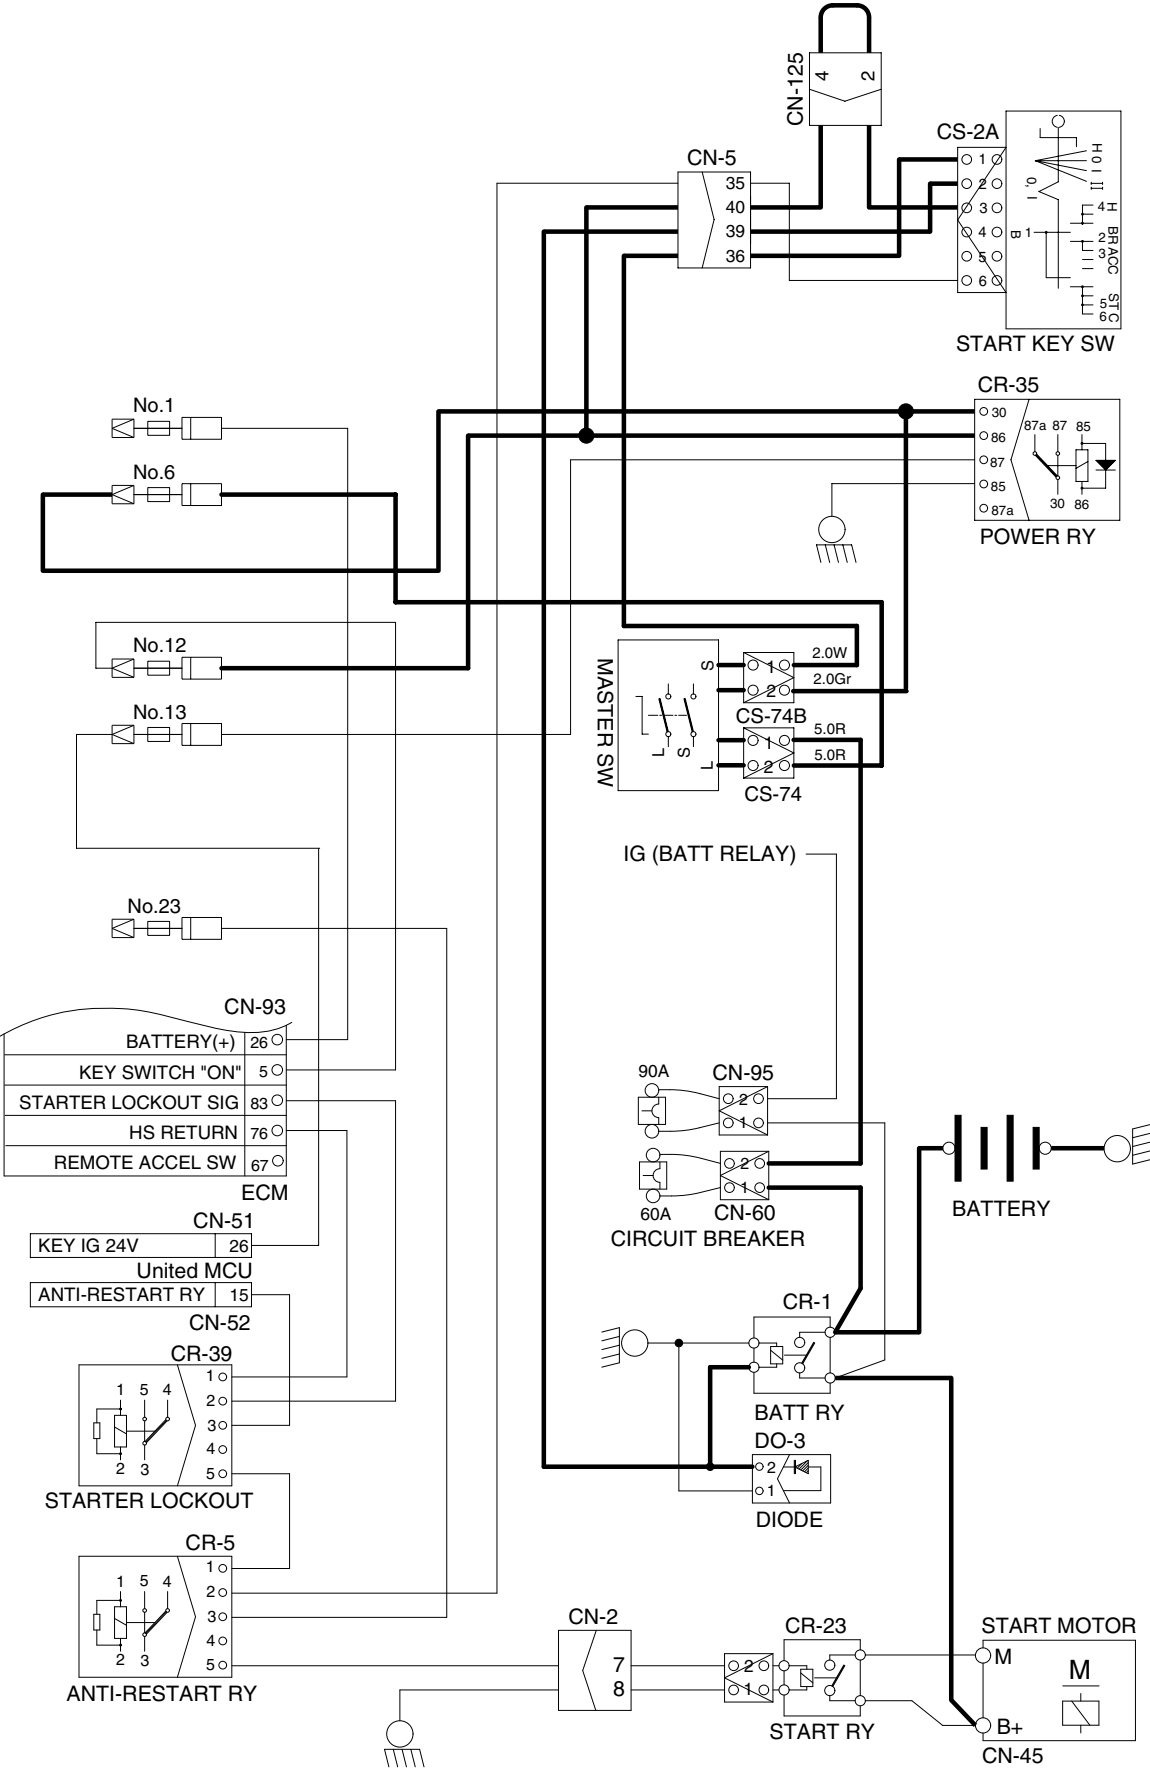 4 2
CN-125
CS-2A
CN-5
35
40
39
36
1
2
3
4
5
6
H O I II
O, I
4 H
B 1
2 BR
3 ACC
5 ST
6 C
START KEY SW
CR-35
30
86
87
85
87a
87a 87 85
30 86
POWER RY
No.1
No.6
No.12
No.13
No.23
MASTER SW
S
L
L S
1
2
2.0W
2.0Gr
CS-74B
1
2
5.0R
5.0R
CS-74
IG (BATT RELAY)
CN-93
BATTERY(+) 26
KEY SWITCH "ON" 5
STARTER LOCKOUT SIG 83
HS RETURN 76
REMOTE ACCEL SW 67
ECM
CN-51
KEY IG 24V 26
United MCU
ANTI-RESTART RY 15
CN-52
90A CN-95
2
1
2
1
60A CN-60
CIRCUIT BREAKER
BATTERY
CR-1
BATT RY
DO-3
2
1
DIODE
CR-39
1 5 4
2 3
1
2
3
4
5
STARTER LOCKOUT
CR-5
1 5 4
2 3
1
2
3
4
5
ANTI-RESTART RY
CN-2
7
8
2
1
CR-23
START RY
START MOTOR
M
M
B+
CN-45